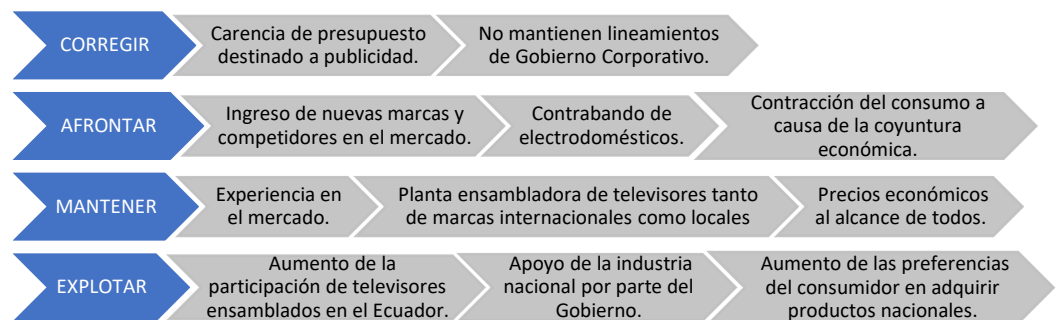 CORREGIR
Carencia de presupuesto
destinado a publicidad.
No mantienen lineamientos
de Gobierno Corporativo.
AFRONTAR
Ingreso de nuevas marcas y
competidores en el mercado.
Contrabando de
electrodomésticos.
Contracción del consumo a
causa de la coyuntura
económica.
MANTENER
Experiencia en
el mercado.
Planta ensambladora de televisores tanto
de marcas internacionales como locales
Precios económicos
al alcance de todos.
EXPLOTAR
Aumento de la
participación de televisores
ensamblados en el Ecuador.
Apoyo de la industria
nacional por parte del
Gobierno.
Aumento de las preferencias
del consumidor en adquirir
productos nacionales.